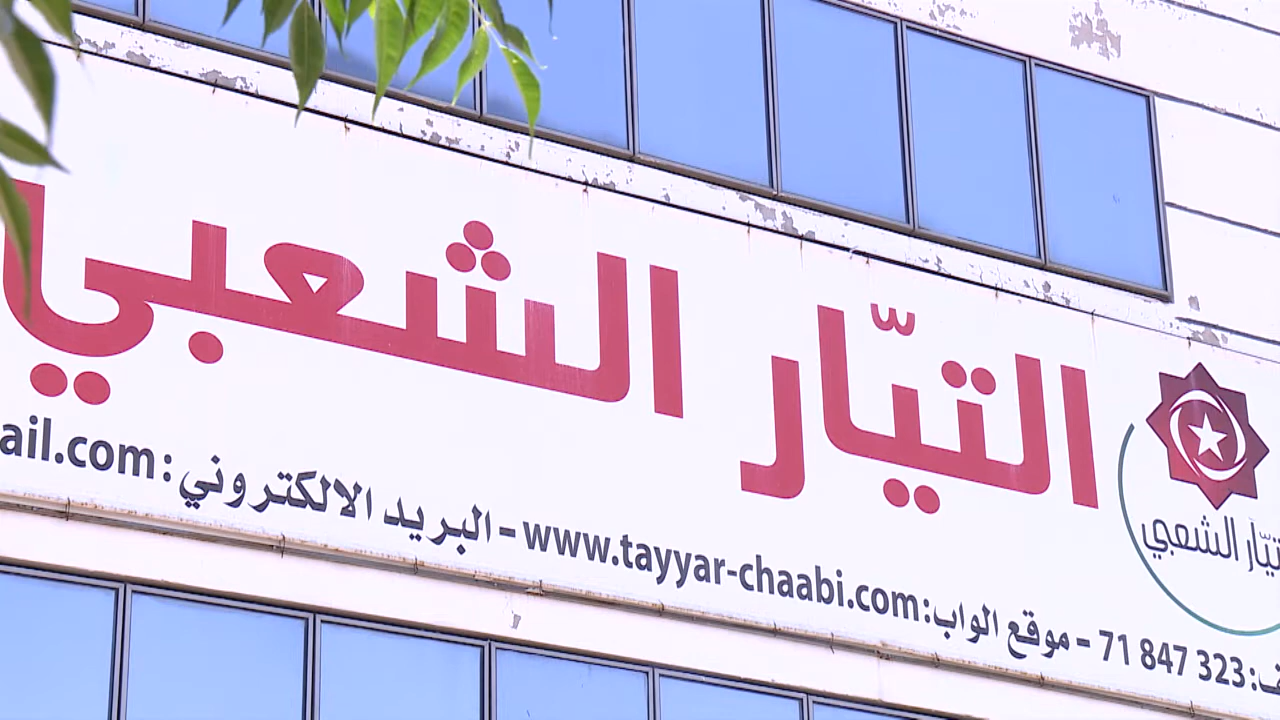 التيّار الشعبي
تيّار الشعبي
71 847 323 - موقع الواب: www.tayyar-chaabi.com - البريد الالكتروني: ail.com